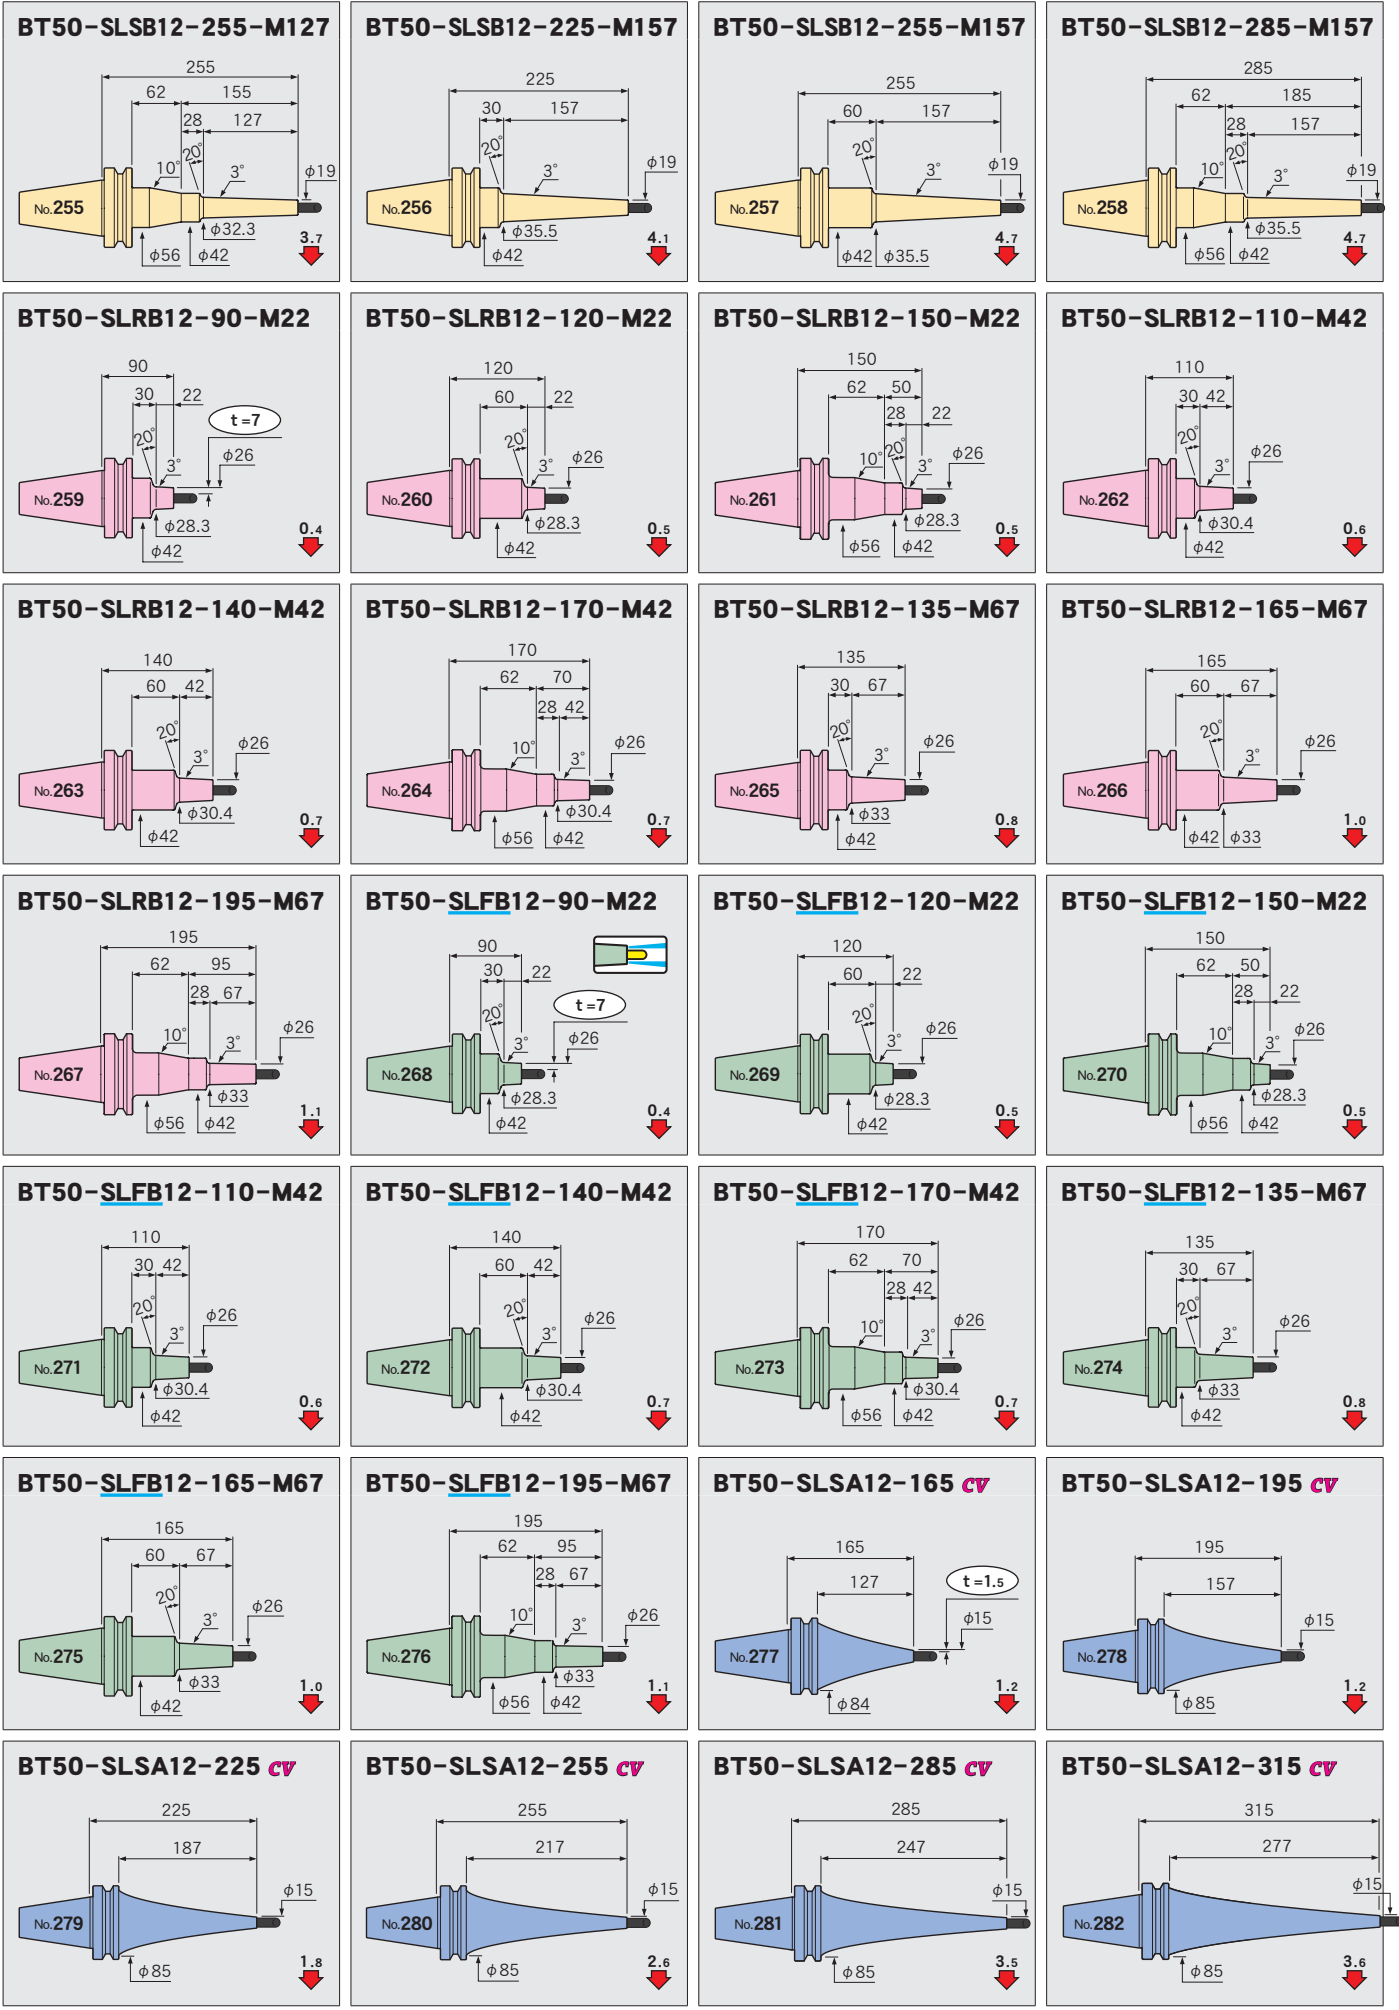 BT50-SLSB12-255-M127
255
62
155
28
127
20°
10°
3°
φ19
No.255
φ32.3
φ56
φ42
3.7
BT50-SLSB12-225-M157
225
30
157
20°
3°
φ19
No.256
φ35.5
φ42
4.1
BT50-SLSB12-255-M157
255
60
157
20°
3°
φ19
No.257
φ42
φ35.5
4.7
BT50-SLSB12-285-M157
285
62
185
28
157
20°
10°
3°
φ19
No.258
φ35.5
φ56
φ42
4.7
BT50-SLRB12-90-M22
90
30
22
t=7
20°
3°
φ26
No.259
φ28.3
φ42
0.4
BT50-SLRB12-120-M22
120
60
22
20°
3°
φ26
No.260
φ28.3
φ42
0.5
BT50-SLRB12-150-M22
150
62
50
28
22
20°
10°
3°
φ26
No.261
φ28.3
φ56
φ42
0.5
BT50-SLRB12-110-M42
110
30
42
20°
3°
φ26
No.262
φ30.4
φ42
0.6
BT50-SLRB12-140-M42
140
60
42
20°
3°
φ26
No.263
φ30.4
φ42
0.7
BT50-SLRB12-170-M42
170
62
70
28
42
10°
3°
φ26
No.264
φ30.4
φ56
φ42
0.7
BT50-SLRB12-135-M67
135
30
67
20°
3°
φ26
No.265
φ33
φ42
0.8
BT50-SLRB12-165-M67
165
60
67
20°
3°
φ26
No.266
φ42
φ33
1.0
BT50-SLRB12-195-M67
195
62
95
28
67
10°
3°
φ26
No.267
φ33
φ56
φ42
1.1
BT50-SLFB12-90-M22
90
30
22
t=7
20°
3°
φ26
No.268
φ28.3
φ42
0.4
BT50-SLFB12-120-M22
120
60
22
20°
3°
φ26
No.269
φ28.3
φ42
0.5
BT50-SLFB12-150-M22
150
62
50
28
22
10°
3°
φ26
No.270
φ28.3
φ56
φ42
0.5
BT50-SLFB12-110-M42
110
30
42
20°
3°
φ26
No.271
φ30.4
φ42
0.6
BT50-SLFB12-140-M42
140
60
42
20°
3°
φ26
No.272
φ30.4
φ42
0.7
BT50-SLFB12-170-M42
170
62
70
28
42
10°
3°
φ26
No.273
φ30.4
φ56
φ42
0.7
BT50-SLFB12-135-M67
135
30
67
20°
3°
φ26
No.274
φ33
φ42
0.8
BT50-SLFB12-165-M67
165
60
67
20°
3°
φ26
No.275
φ33
φ42
1.0
BT50-SLFB12-195-M67
195
62
95
28
67
10°
3°
φ26
No.276
φ33
φ56
φ42
1.1
BT50-SLSA12-165 CV
165
127
t=1.5
φ15
No.277
φ84
1.2
BT50-SLSA12-195 CV
195
157
φ15
No.278
φ85
1.2
BT50-SLSA12-225 CV
225
187
φ15
No.279
φ85
1.8
BT50-SLSA12-255 CV
255
217
φ15
No.280
φ85
2.6
BT50-SLSA12-285 CV
285
247
φ15
No.281
φ85
3.5
BT50-SLSA12-315 CV
315
277
φ15
No.282
φ85
3.6